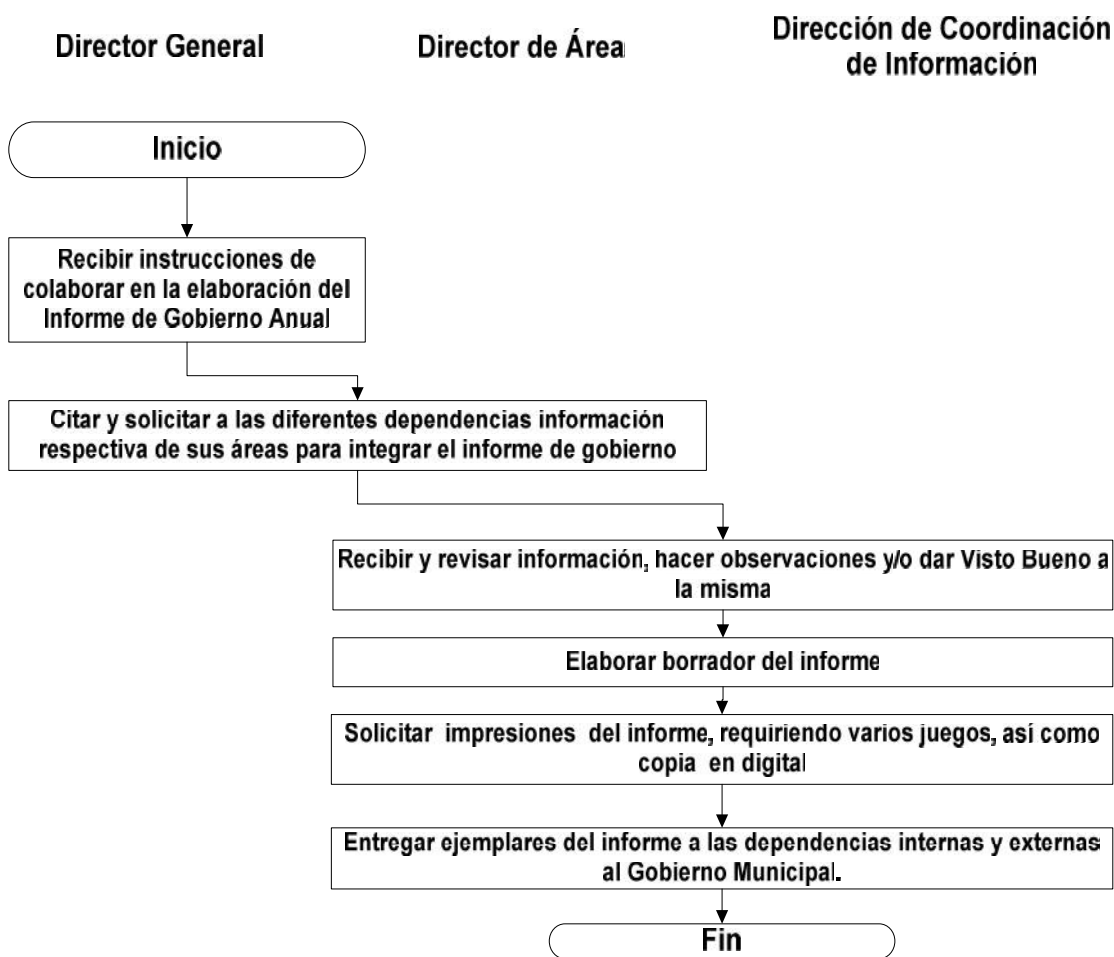 Director General
Director de Área
Dirección de Coordinación
de Información
Inicio
Recibir instrucciones de
colaborar en la elaboración del
Informe de Gobierno Anual
Citar y solicitar a las diferentes dependencias información
respectiva de sus áreas para integrar el informe de gobierno
Recibir y revisar información, hacer observaciones y/o dar Visto Bueno a
la misma
Elaborar borrador del informe
Solicitar impresiones del informe, requiriendo varios juegos, así como
copia en digital
Entregar ejemplares del informe a las dependencias internas y externas
al Gobierno Municipal.
Fin